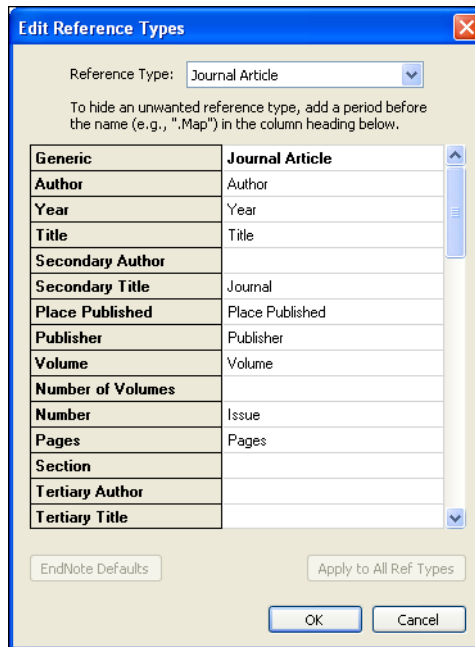 Edit Reference Types
Reference Type: Journal Article
To hide an unwanted reference type, add a period before
the name (e.g., ".Map") in the column heading below.
Generic Journal Article
Author Author
Year Year
Title Title
Secondary Author
Secondary Title Journal
Place Published Place Published
Publisher Publisher
Volume Volume
Number of Volumes
Number Issue
Pages Pages
Section
Tertiary Author
Tertiary Title
EndNote Defaults Apply to All Ref Types
OK Cancel